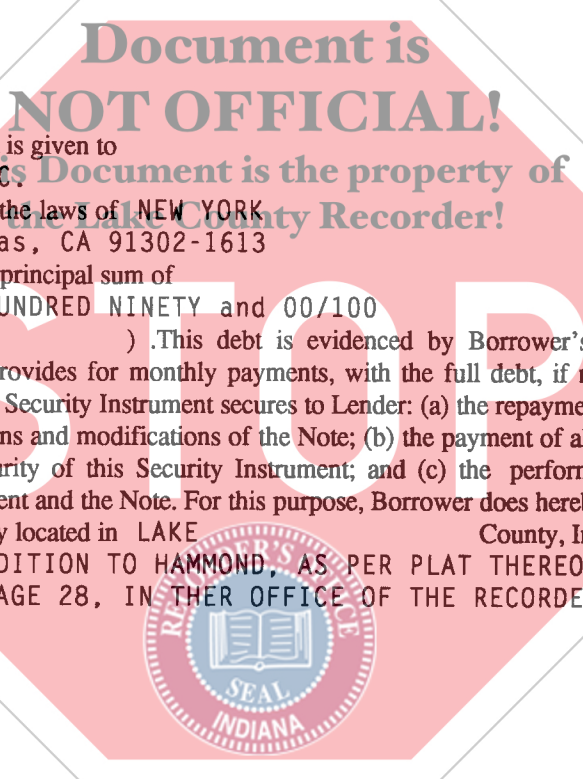 Document is
NOT OFFICIAL!
is given to
is Document is the property of
C.
the laws of NEW YORK
the Lake County Recorder!
as, CA 91302-1613
principal sum of
UNDRED NINETY and 00/100
STOP
) .This debt is evidenced by Borrower's
rovides for monthly payments, with the full debt, if n
Security Instrument secures to Lender: (a) the repayme
ns and modifications of the Note; (b) the payment of al
urity of this Security Instrument; and (c) the perform
ent and the Note. For this purpose, Borrower does hereb
y located in LAKE County, In
DITION TO HAMMOND, AS PER PLAT THEREO
AGE 28, IN THER OFFICE OF THE RECORDE
RECORDER'S OFFICE
SEAL
INDIANA